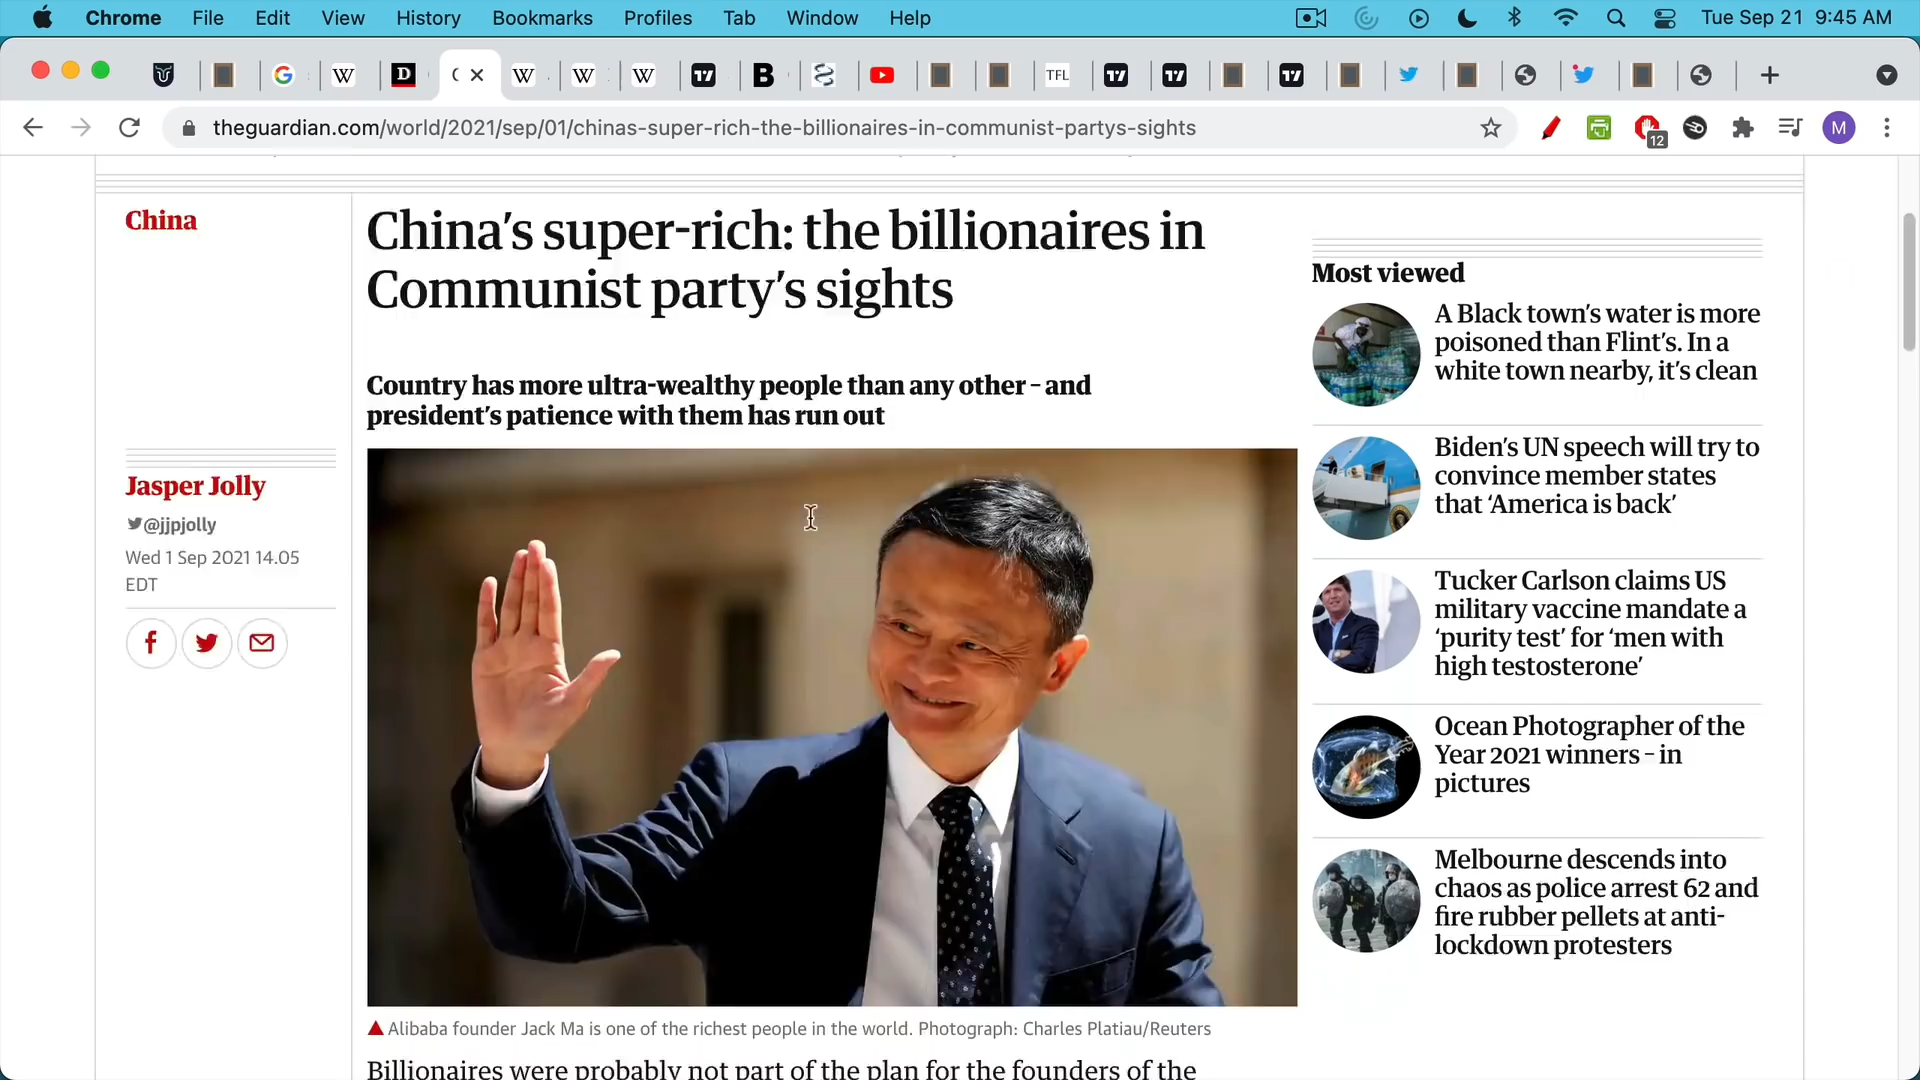 Chrome File Edit View History Bookmarks Profiles Tab Window Help Tue Sep 21 9:45 AM
theguardian.com/world/2021/sep/01/chinas-super-rich-the-billionaires-in-communist-partys-sights
12
M
TFL
China
China’s super-rich: the billionaires in
Communist party’s sights
Country has more ultra-wealthy people than any other – and
president’s patience with them has run out
Jasper Jolly
@jjpjolly
Wed 1 Sep 2021 14.05
EDT
Alibaba founder Jack Ma is one of the richest people in the world. Photograph: Charles Platiau/Reuters
Billionaires were probably not part of the plan for the founders of the
Most viewed
A Black town’s water is more
poisoned than Flint’s. In a
white town nearby, it’s clean
Biden’s UN speech will try to
convince member states
that ‘America is back’
Tucker Carlson claims US
military vaccine mandate a
‘purity test’ for ‘men with
high testosterone’
Ocean Photographer of the
Year 2021 winners – in
pictures
Melbourne descends into
chaos as police arrest 62 and
fire rubber pellets at anti-
lockdown protesters